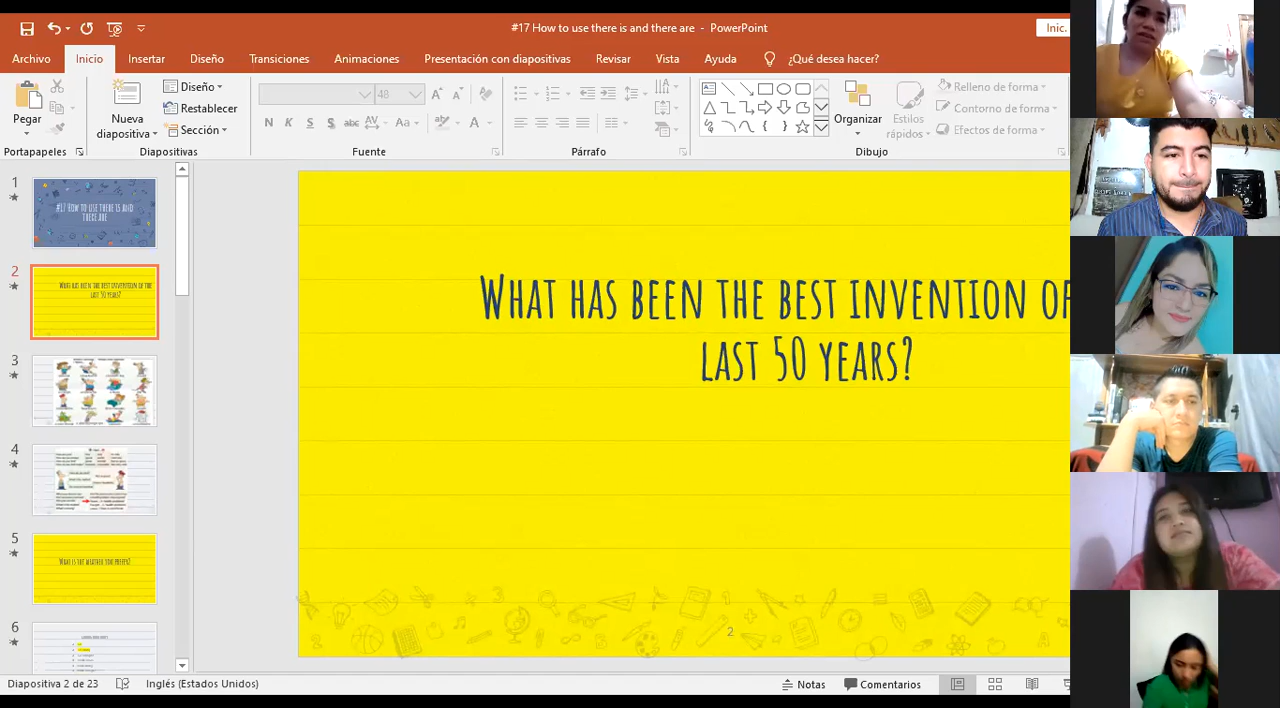 #17 How to use there is and there are - PowerPoint
Inic.
Archivo
Inicio
Insertar
Diseño
Transiciones
Animaciones
Presentación con diapositivas
Revisar
Vista
Ayuda
¿Qué desea hacer?
Pegar
Nueva
diapositiva
Diseño
Restablecer
Sección
48
N K S S abc AV Aa A
Organizar
Estilos
rápidos
Relleno de forma
Contorno de forma
Efectos de forma
Portapapeles
Diapositivas
Fuente
Párrafo
Dibujo
1
#17 How to use there is and
there are
2
What has been the best invention of the
last 50 years?
3
4
5
What is the weather you prefer?
6
What has been the best invention of
last 50 years?
2
Diapositiva 2 de 23
Inglés (Estados Unidos)
Notas
Comentarios